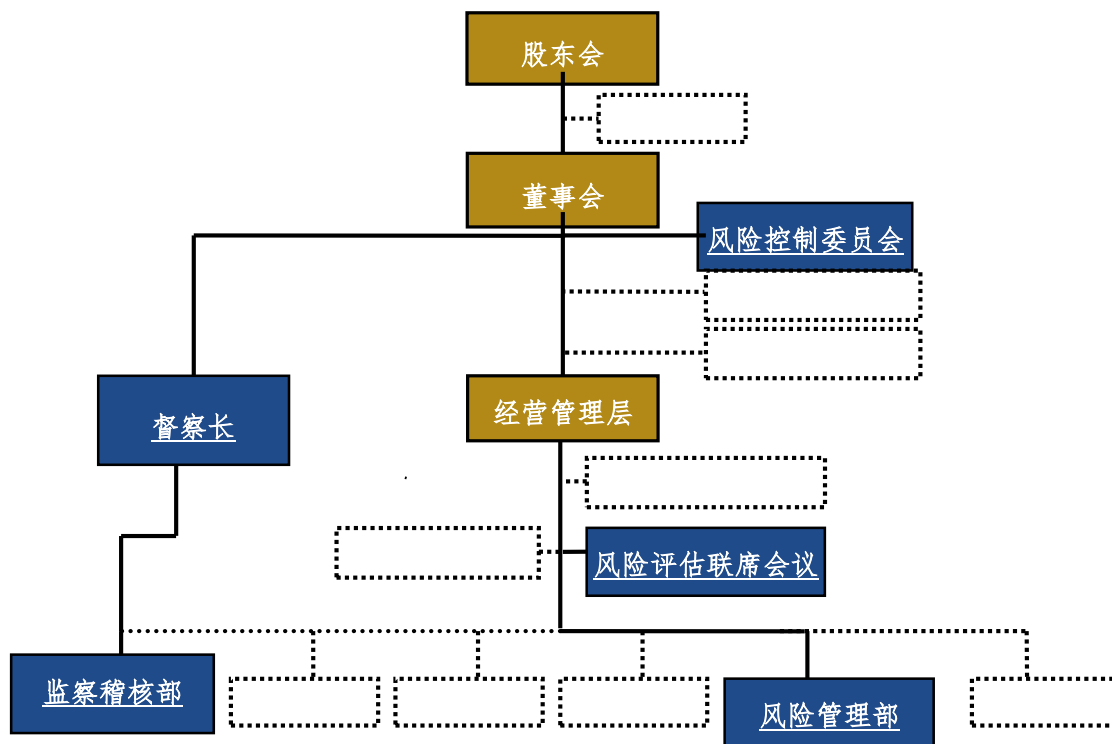 股东会
董事会
风险控制委员会
督察长
经营管理层
风险评估联席会议
监察稽核部
风险管理部